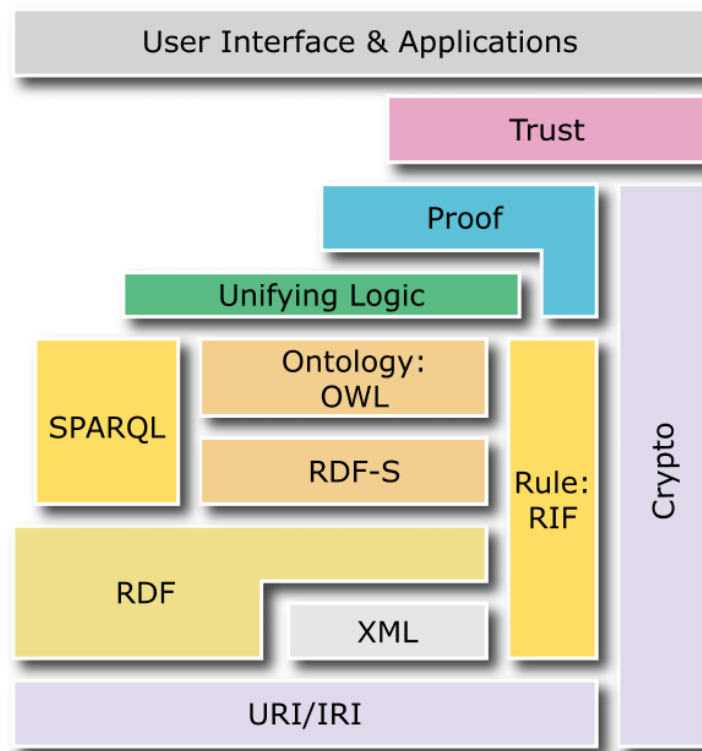 User Interface & Applications
Trust
Proof
Unifying Logic
Ontology:
OWL
SPARQL
RDF-S
Rule:
RIF
Crypto
RDF
XML
URI/IRI